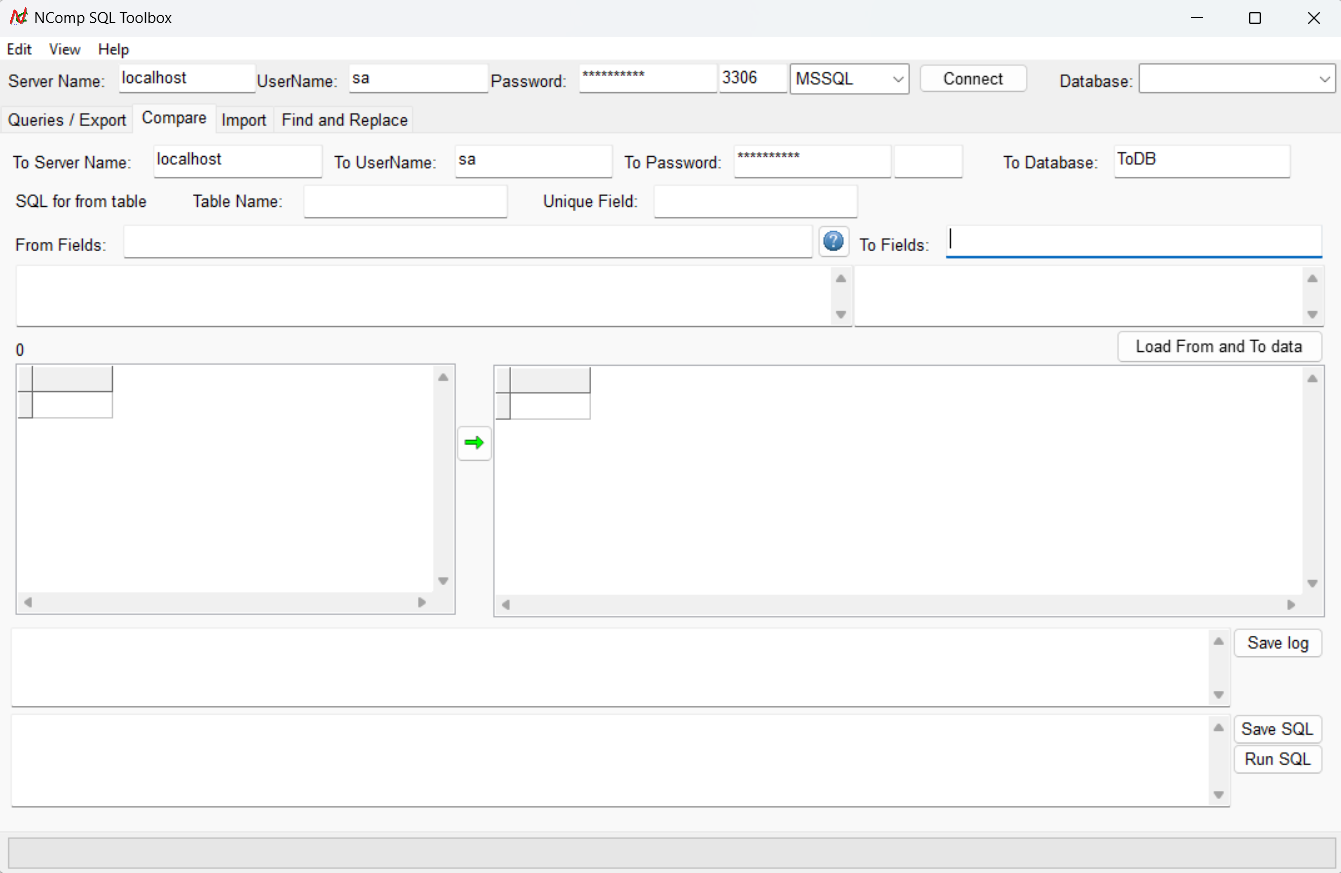 NComp SQL Toolbox
Edit View Help
Server Name: localhost UserName: sa Password: ********** 3306 MSSQL Connect Database:
Queries / Export Compare Import Find and Replace
To Server Name: localhost To UserName: sa To Password: ********** To Database: ToDB
SQL for from table Table Name: Unique Field:
From Fields: ? To Fields:
Load From and To data
0
Save log
Save SQL
Run SQL